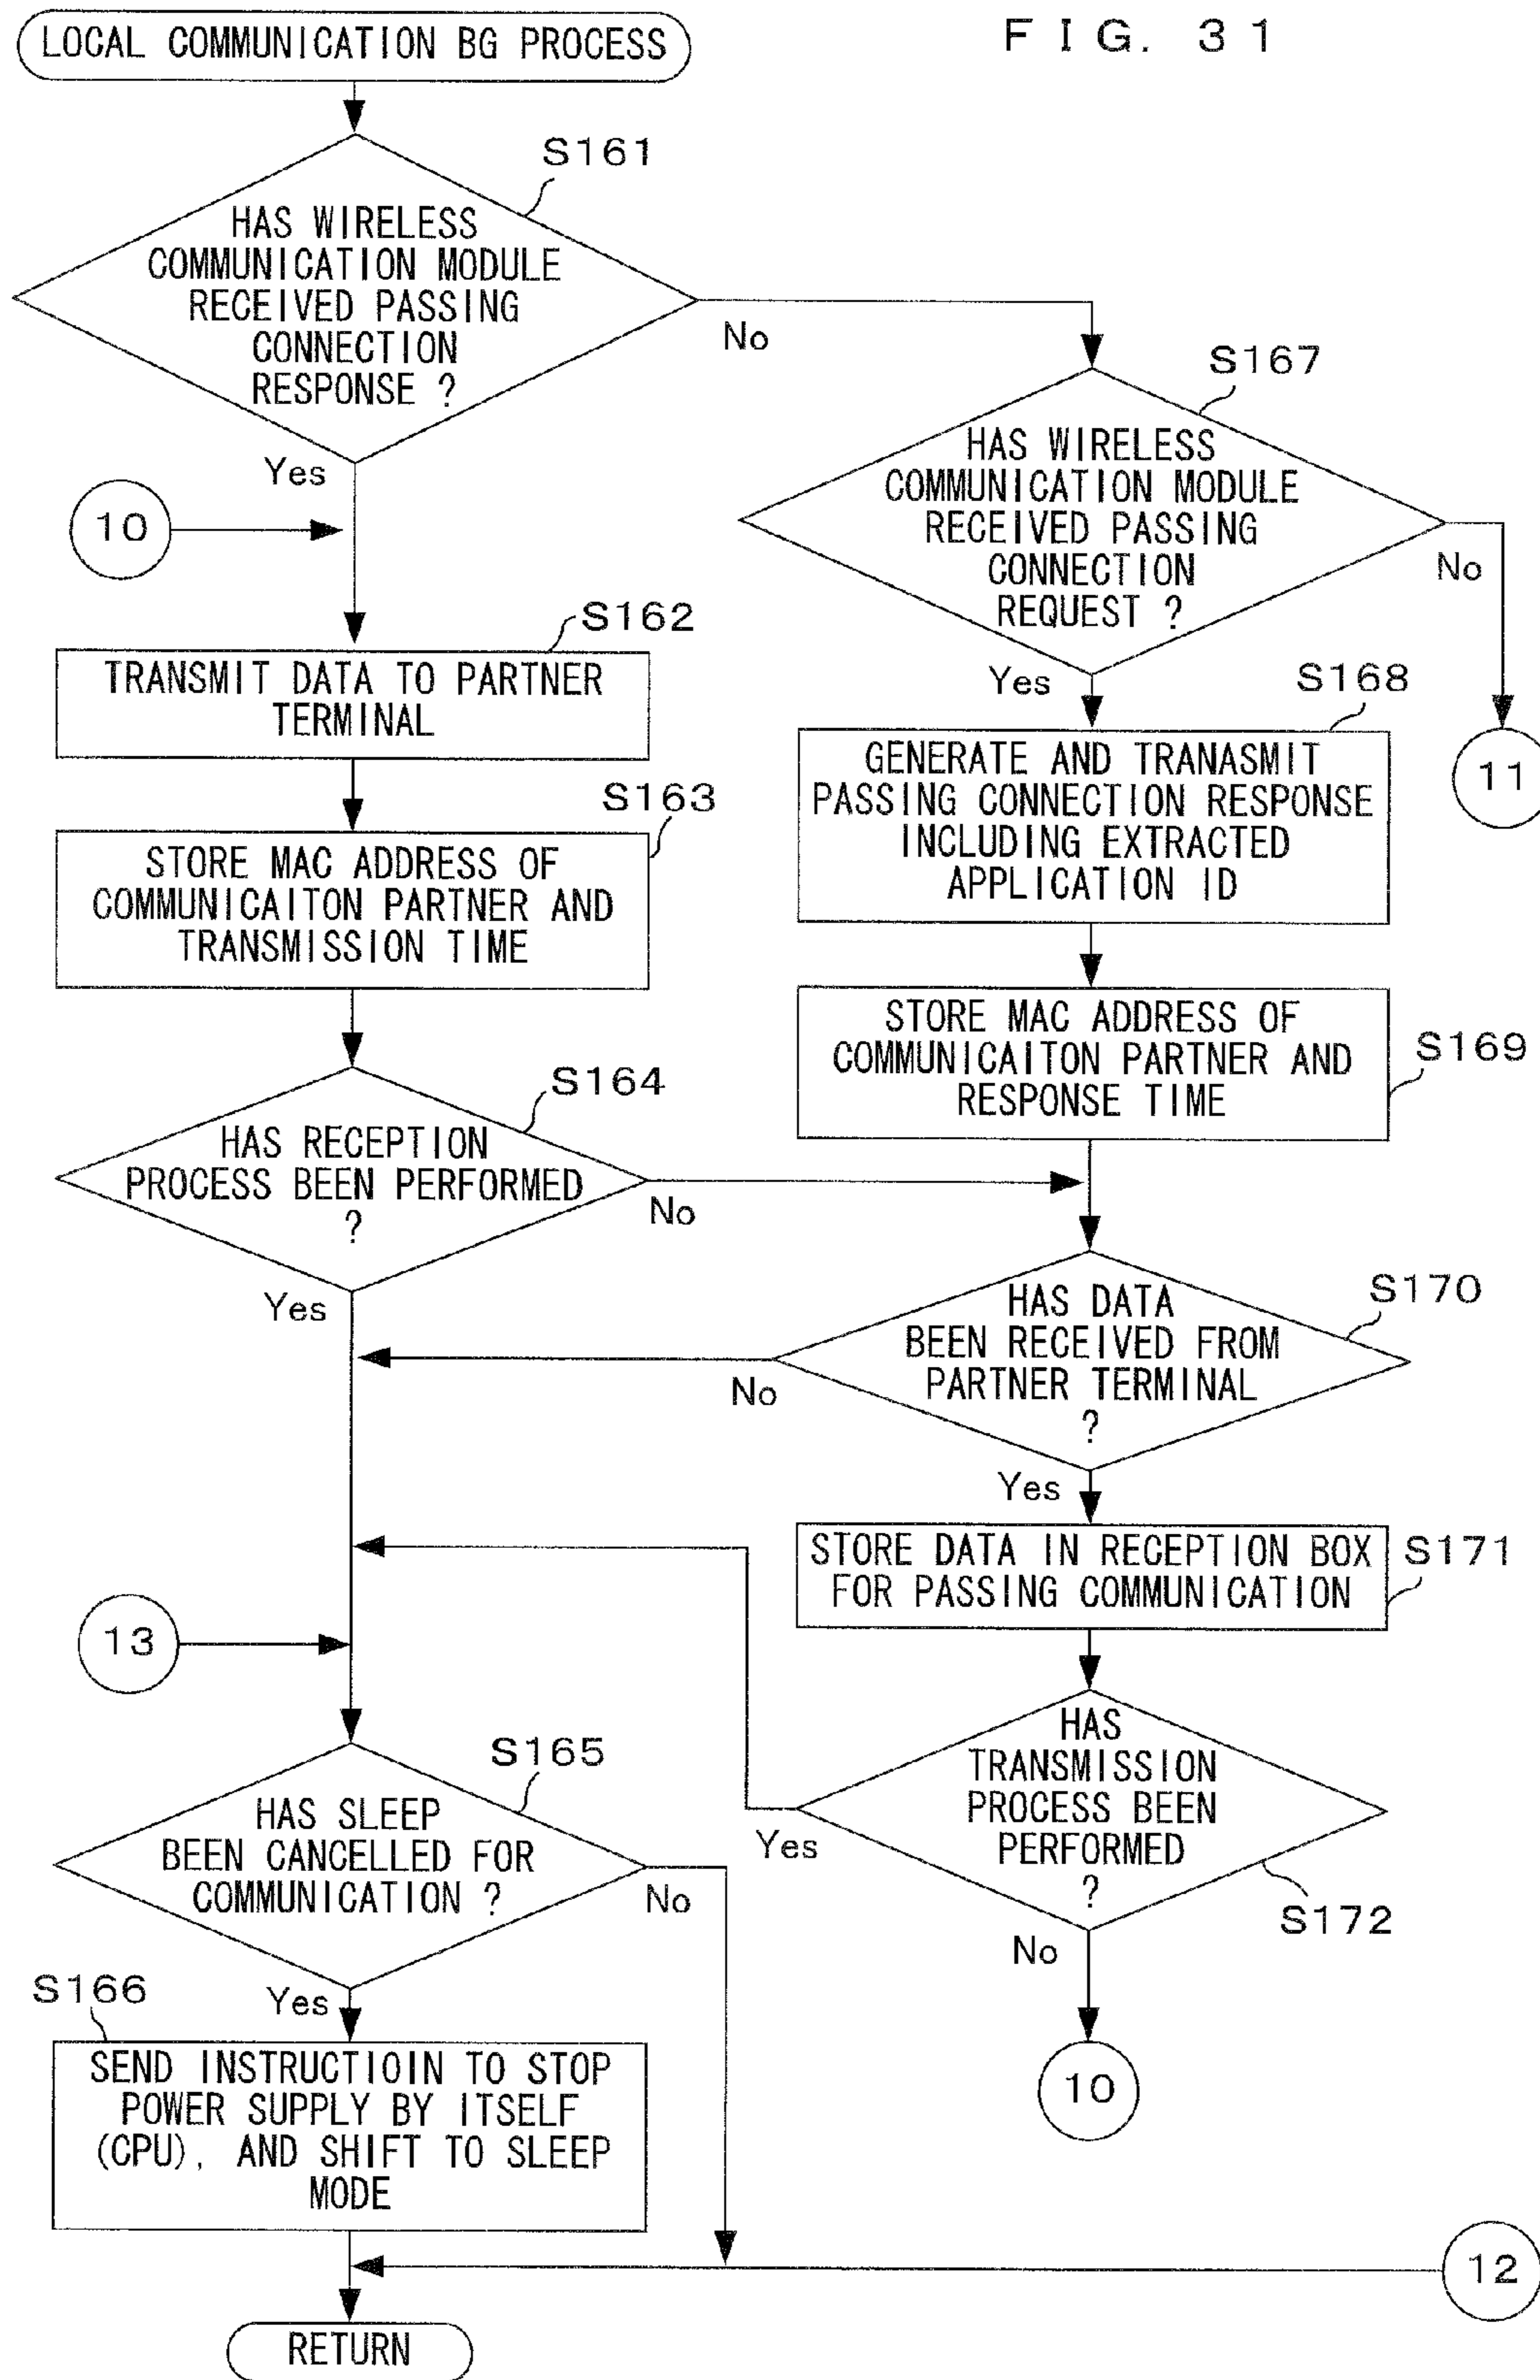 FIG. 31
LOCAL COMMUNICATION BG PROCESS
S161
HAS WIRELESS
COMMUNICATION MODULE
RECEIVED PASSING
CONNECTION
RESPONSE ?
No
Yes
10
S162
TRANSMIT DATA TO PARTNER
TERMINAL
S163
STORE MAC ADDRESS OF
COMMUNICAITON PARTNER AND
TRANSMISSION TIME
S164
HAS RECEPTION
PROCESS BEEN PERFORMED
?
No
Yes
13
S165
HAS SLEEP
BEEN CANCELLED FOR
COMMUNICATION ?
No
Yes
S166
SEND INSTRUCTIOIN TO STOP
POWER SUPPLY BY ITSELF
(CPU), AND SHIFT TO SLEEP
MODE
RETURN
S167
HAS WIRELESS
COMMUNICATION MODULE
RECEIVED PASSING
CONNECTION
REQUEST ?
No
Yes
11
S168
GENERATE AND TRANASMIT
PASSING CONNECTION RESPONSE
INCLUDING EXTRACTED
APPLICATION ID
S169
STORE MAC ADDRESS OF
COMMUNICAITON PARTNER AND
RESPONSE TIME
S170
HAS DATA
BEEN RECEIVED FROM
PARTNER TERMINAL
?
No
Yes
S171
STORE DATA IN RECEPTION BOX
FOR PASSING COMMUNICATION
HAS
TRANSMISSION
PROCESS BEEN
PERFORMED
?
Yes
S172
No
10
12